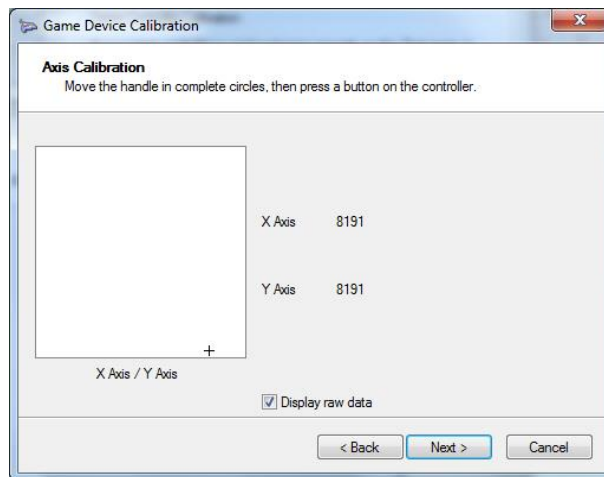 Game Device Calibration
Axis Calibration
Move the handle in complete circles, then press a button on the controller.
X Axis 8191
Y Axis 8191
X Axis / Y Axis
Display raw data
< Back Next > Cancel